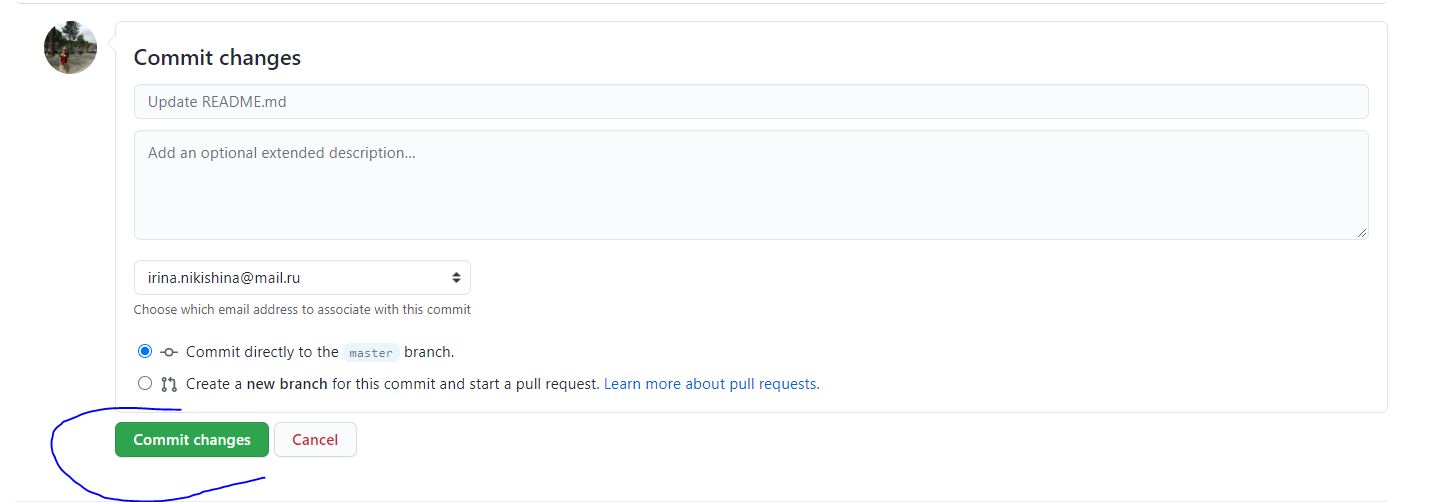 Commit changes
Update README.md
Add an optional extended description...
irina.nikishina@mail.ru
Choose which email address to associate with this commit
Commit directly to the master branch.
Create a new branch for this commit and start a pull request. Learn more about pull requests.
Commit changes Cancel